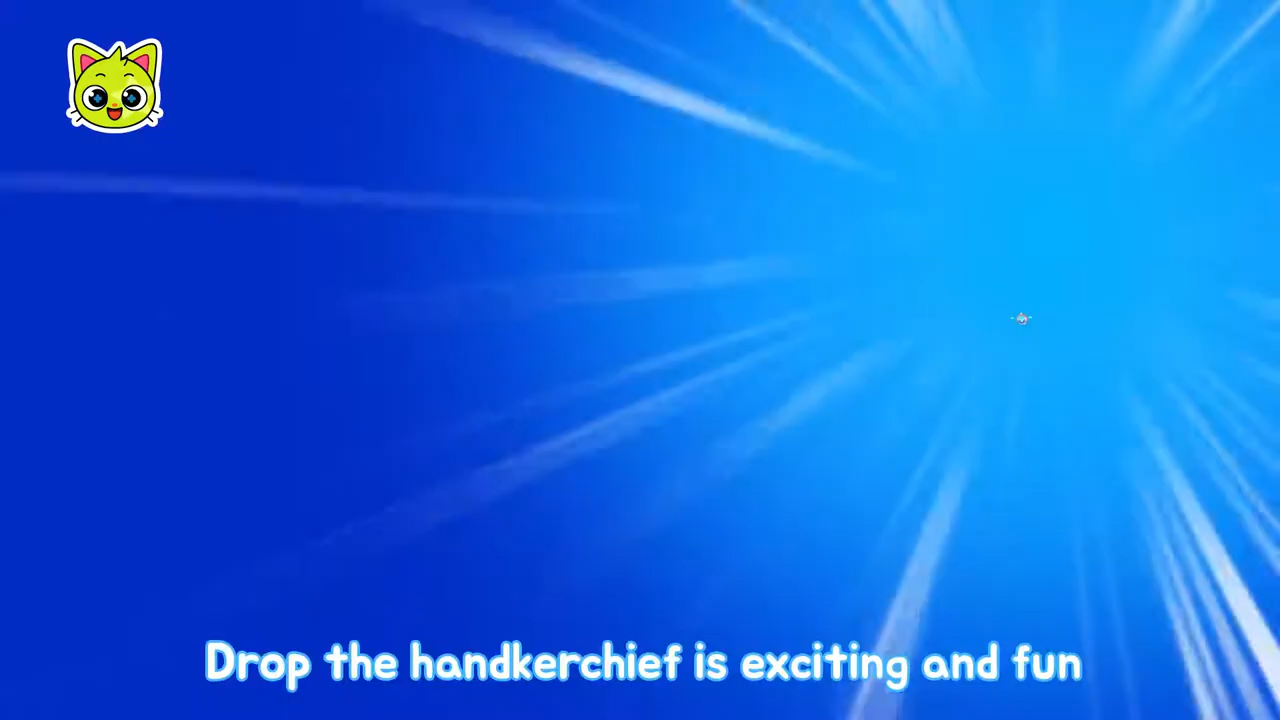 Drop the handkerchief is exciting and fun